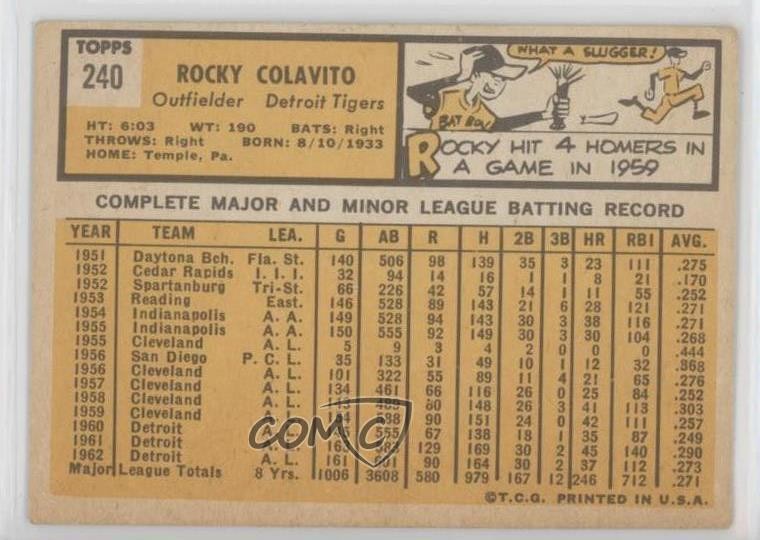 TOPPS
240
ROCKY COLAVITO
Outfielder Detroit Tigers
HT: 6:03 WT: 190 BATS: Right
THROWS: Right BORN: 8/10/1933
HOME: Temple, Pa.
WHAT A SLUGGER!
BAT BOY
ROCKY HIT 4 HOMERS IN
A GAME IN 1959
COMPLETE MAJOR AND MINOR LEAGUE BATTING RECORD
YEAR TEAM LEA. G AB R H 2B 3B HR RBI AVG.
1951 Daytona Bch. Fla. St. 140 506 98 139 35 3 23 111 .275
1952 Cedar Rapids I. I. I. 32 94 14 16 1 1 8 21 .170
1952 Spartanburg Tri-St. 66 226 42 57 14 1 11 55 .252
1953 Reading East. 146 528 89 143 21 6 28 121 .271
1954 Indianapolis A. A. 149 528 94 143 30 3 38 116 .271
1955 Indianapolis A. A. 150 555 92 149 30 3 30 104 .268
1955 Cleveland A. L. 5 9 3 4 2 0 0 0 .444
1956 San Diego P. C. L. 35 133 31 49 10 1 12 32 .368
1956 Cleveland A. L. 101 322 55 89 11 4 21 65 .276
1957 Cleveland A. L. 134 461 66 116 26 0 25 84 .252
1958 Cleveland A. L. 489 80 148 26 3 41 113 .303
1959 Cleveland A. L. 588 90 151 24 0 42 111 .257
1960 Detroit 555 67 138 18 1 35 87 .249
1961 Detroit A. L. 163 583 129 169 30 2 45 140 .290
1962 Detroit A. L. 161 601 90 164 30 2 37 112 .273
Major League Totals 8 Yrs. 1006 3608 580 979 167 12 246 712 .271
COMC
©T.C.G. PRINTED IN U.S.A.